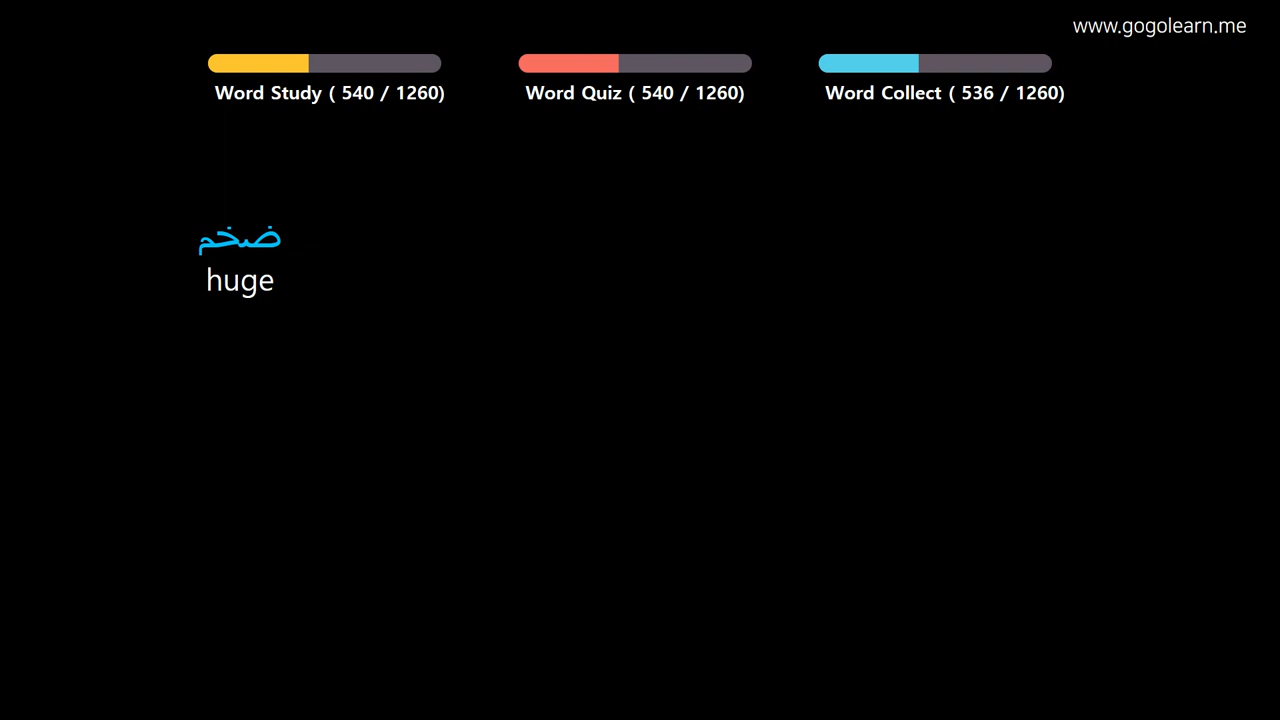 www.gogolearn.me
Word Study ( 540 / 1260)
Word Quiz ( 540 / 1260)
Word Collect ( 536 / 1260)
ضخم
huge